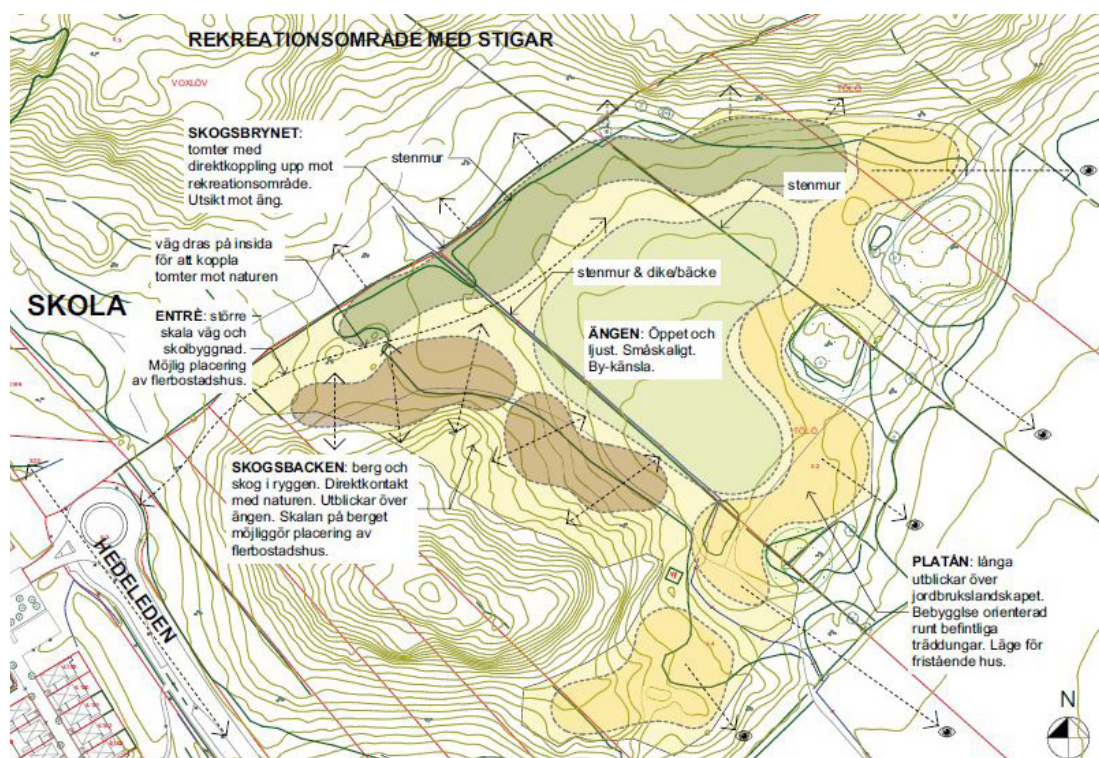 REKREATIONSOMRÅDE MED STIGAR
VOXLÖV
TÖLÖ
SKOGSBRYNET:
tomter med
direktkoppling upp mot
rekreationsområde.
Utsikt mot äng.
stenmur
stenmur
väg dras på insida
för att koppla
tomter mot naturen
stenmur & dike/bäcke
SKOLA
ENTRÈ: större
skala väg och
skolbyggnad.
Möjlig placering
av flerbostadshus.
ÄNGEN: Öppet och
ljust. Småskaligt.
By-känsla.
TÖLÖ
SKOGSBACKEN: berg och
skog i ryggen. Direktkontakt
med naturen. Utblickar över
ängen. Skalan på berget
möjliggör placering av
flerbostadshus.
HEDELEDEN
PLATÅN: långa
utblickar över
jordbrukslandskapet.
Bebygglse orienterad
runt befintliga
träddungar. Läge för
fristående hus.
N